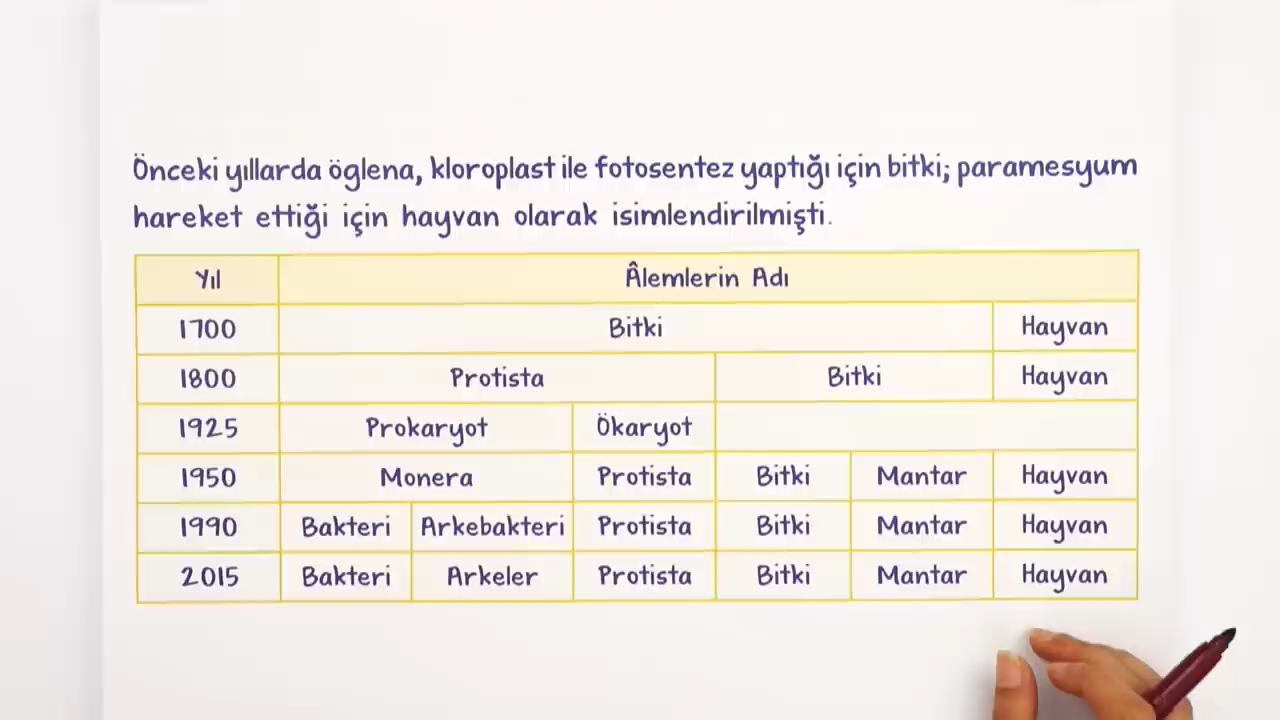 Önceki yıllarda öglena, kloroplast ile fotosentez yaptığı için bitki; paramesyum
hareket ettiği için hayvan olarak isimlendirilmişti.
Yıl Âlemlerin Adı
1700 Bitki Hayvan
1800 Protista Bitki Hayvan
1925 Prokaryot Ökaryot
1950 Monera Protista Bitki Mantar Hayvan
1990 Bakteri Arkebakteri Protista Bitki Mantar Hayvan
2015 Bakteri Arkeler Protista Bitki Mantar Hayvan